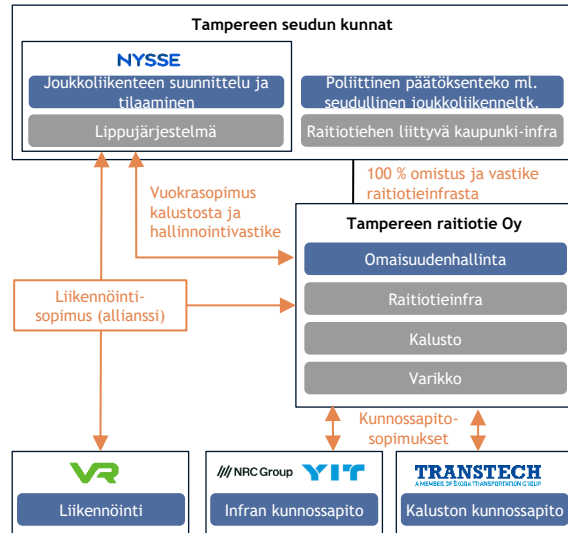 Tampereen seudun kunnat
NYSSE
Joukkoliikenteen suunnittelu ja
tilaaminen
Lippujärjestelmä
Poliittinen päätöksenteko ml.
seudullinen joukkoliikenneltk.
Raitiotiehen liittyvä kaupunki-infra
100 % omistus ja vastike
raitiotieinfrasta
Vuokrasopimus
kalustosta ja
hallinnointivastike
Tampereen raitiotie Oy
Omaisuudenhallinta
Raitiotieinfra
Kalusto
Varikko
Liikennöinti-
sopimus (allianssi)
Kunnossapito-
sopimukset
VR
Liikennöinti
NRC Group
YIT
Infran kunnossapito
TRANSTECH
A MEMBER OF ŠKODA TRANSPORTATION GROUP
Kaluston kunnossapito